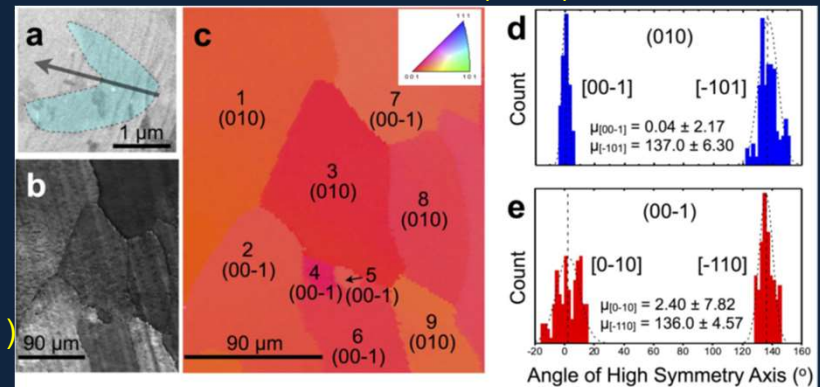 a
1 µm
b
90 µm
)
c
111
001
101
1
(010)
7
(00-1)
3
(010)
8
(010)
2
(00-1)
4
(00-1)
5
(00-1)
6
(00-1)
9
(010)
90 µm
d
(010)
Count
[00-1]
[-101]
µ[00-1] = 0.04 ± 2.17
µ[-101] = 137.0 ± 6.30
e
(00-1)
Count
[0-10]
[-110]
µ[0-10] = 2.40 ± 7.82
µ[-110] = 136.0 ± 4.57
-20 0 20 40 60 80 100 120 140 160
Angle of High Symmetry Axis (º)